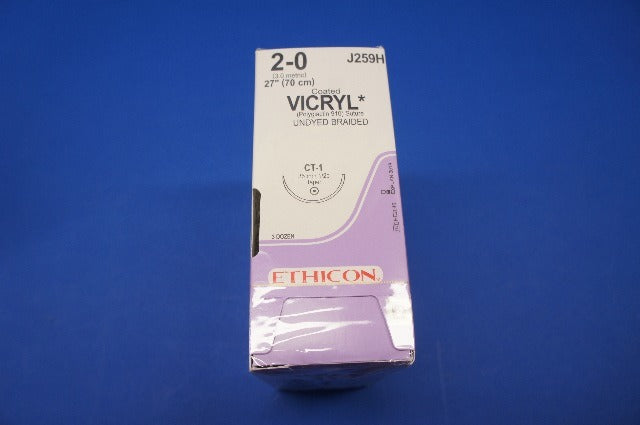 2-0
J259H
(3.0 metric)
27" (70 cm)
Coated
VICRYL*
(Polyglactin 910) Suture
UNDYED BRAIDED
CT-1
Taper
3 DOZEN
ETHICON